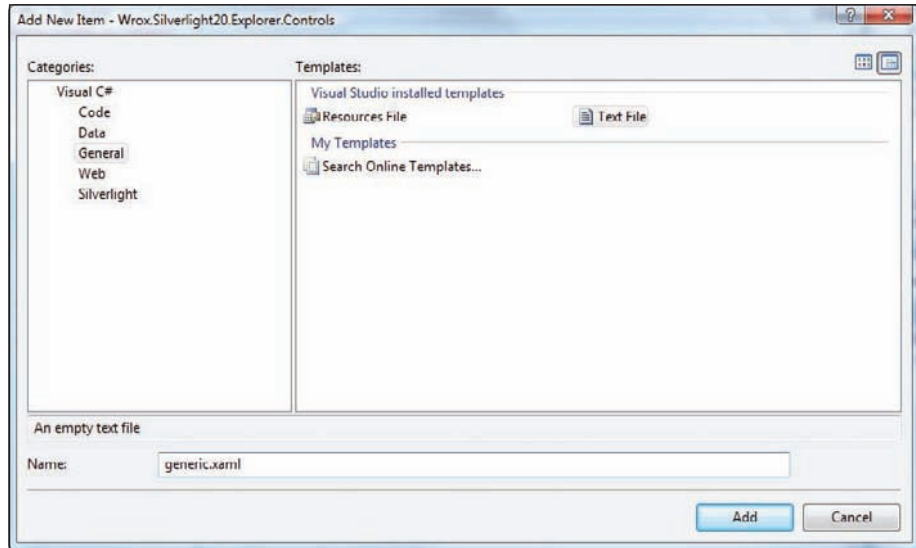 Add New Item - Wrox.Silverlight20.Explorer.Controls
Categories:
Templates:
Visual C#
Code
Data
General
Web
Silverlight
Visual Studio installed templates
Resources File
Text File
My Templates
Search Online Templates...
An empty text file
Name:
generic.xaml
Add
Cancel